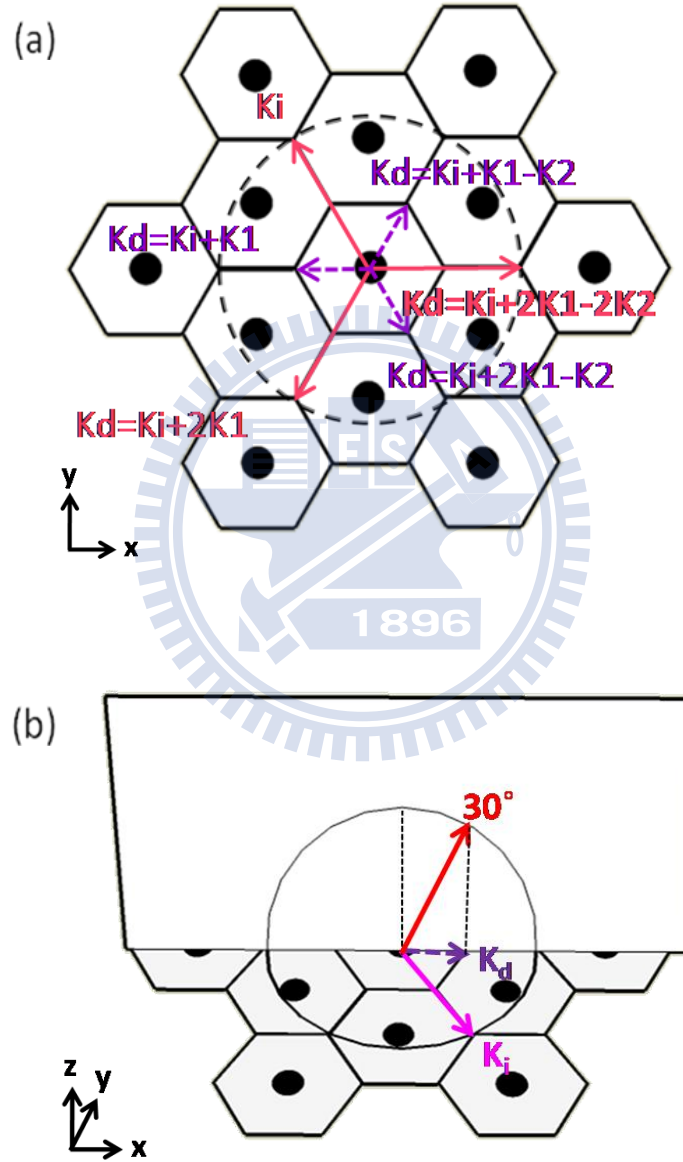 (a)
Ki
Kd=Ki+K1-K2
Kd=Ki+K1
Kd=Ki+2K1-2K2
Kd=Ki+2K1-K2
Kd=Ki+2K1
E S
y
x
1896
(b)
30°
Kd
Ki
z
y
x